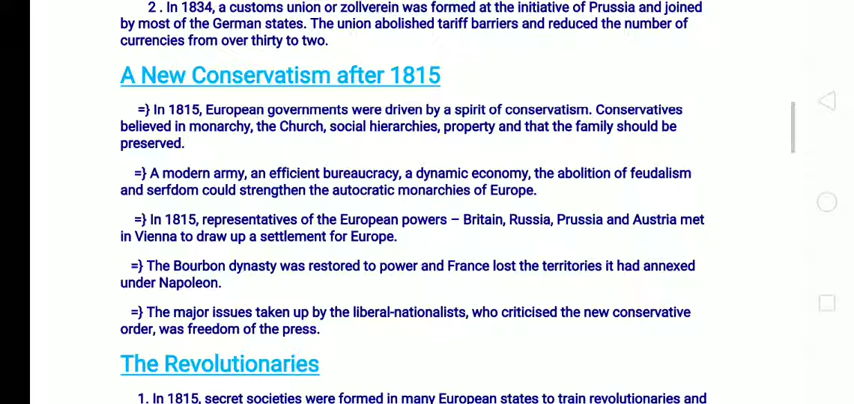 2 . In 1834, a customs union or zollverein was formed at the initiative of Prussia and joined
by most of the German states. The union abolished tariff barriers and reduced the number of
currencies from over thirty to two.
A New Conservatism after 1815
=} In 1815, European governments were driven by a spirit of conservatism. Conservatives
believed in monarchy, the Church, social hierarchies, property and that the family should be
preserved.
=} A modern army, an efficient bureaucracy, a dynamic economy, the abolition of feudalism
and serfdom could strengthen the autocratic monarchies of Europe.
=} In 1815, representatives of the European powers – Britain, Russia, Prussia and Austria met
in Vienna to draw up a settlement for Europe.
=} The Bourbon dynasty was restored to power and France lost the territories it had annexed
under Napoleon.
=} The major issues taken up by the liberal-nationalists, who criticised the new conservative
order, was freedom of the press.
The Revolutionaries
1. In 1815, secret societies were formed in many European states to train revolutionaries and